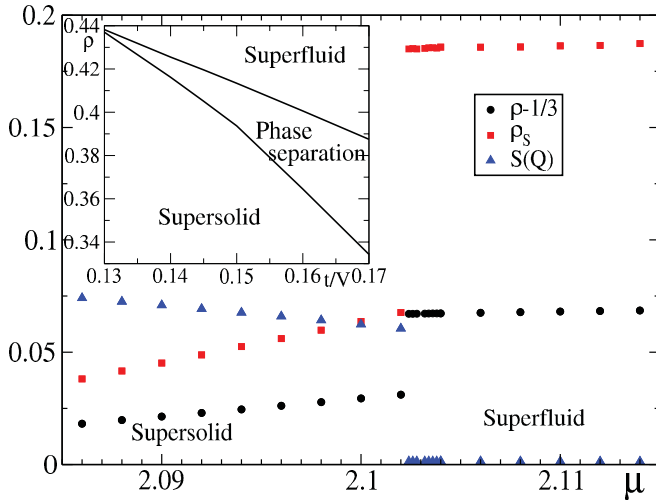 0.2
0.15
0.1
0.05
0
2.09
2.1
2.11
μ
ρ-1/3
ρS
S(Q)
Supersolid
Superfluid
0.44
ρ
0.42
0.4
0.38
0.36
0.34
0.13
0.14
0.15
0.16
t/V
0.17
Superfluid
Phase
separation
Supersolid